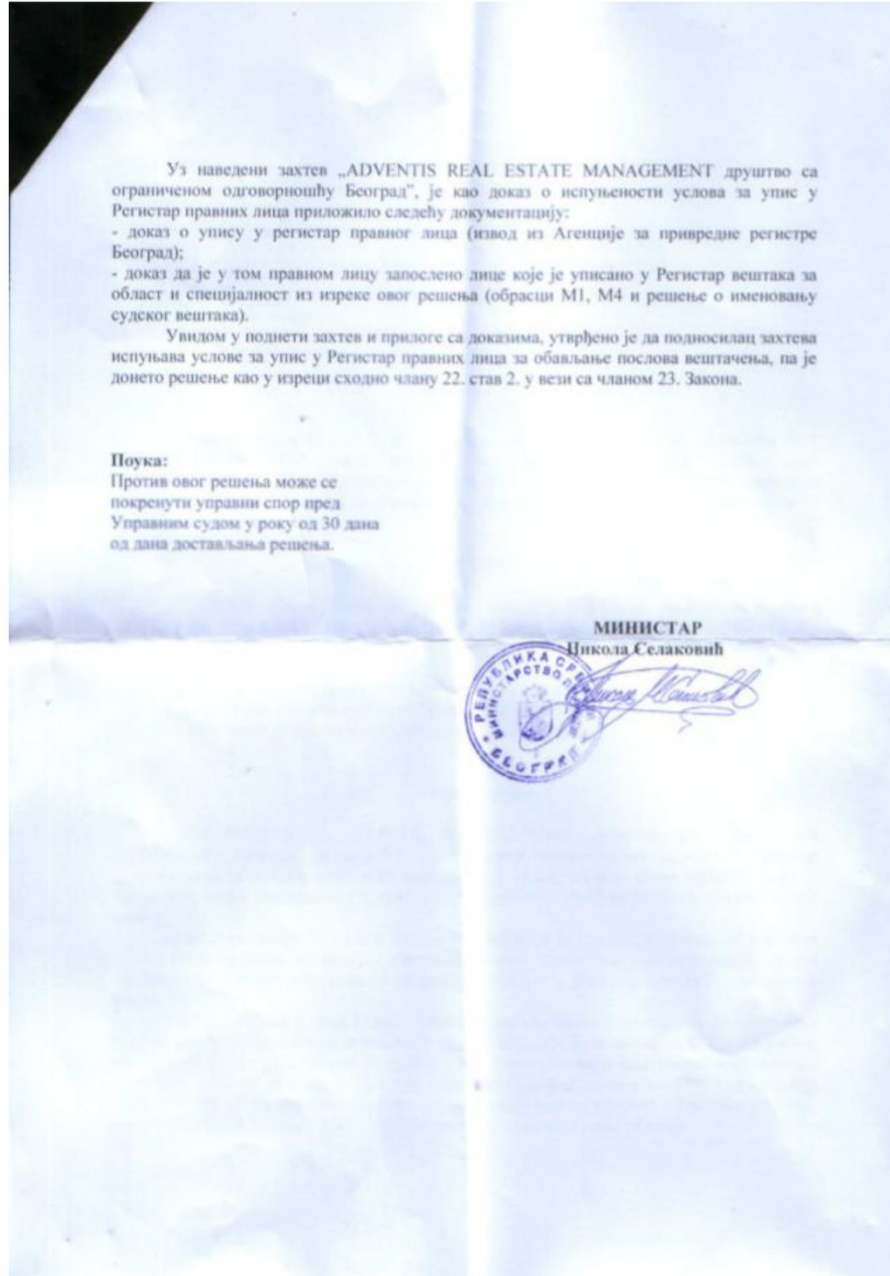 Уз наведени захтев „ADVENTIS REAL ESTATE MANAGEMENT друштво са
ограниченом одговорношћу Београд”, је као доказ о испуњености услова за упис у
Регистар правних лица приложило следећу документацију:
- доказ о упису у регистар правног лица (извод из Агенције за привредне регистре
Београд);
- доказ да је у том правном лицу запослено лице које је уписано у Регистар вештака за
област и специјалност из изреке овог решења (обрасци М1, М4 и решење о именовању
судског вештака).
Увидом у поднети захтев и прилоге са доказима, утврђено је да подносилац захтева
испуњава услове за упис у Регистар правних лица за обављање послова вештачења, па је
донето решење као у изреци сходно члану 22. став 2. у вези са чланом 23. Закона.
Поука:
Против овог решења може се
покренути управни спор пред
Управним судом у року од 30 дана
од дана достављања решења.
МИНИСТАР
Никола Селаковић
РЕПУБЛИКА
МИНИСТАРСТВО
БЕОГРАД